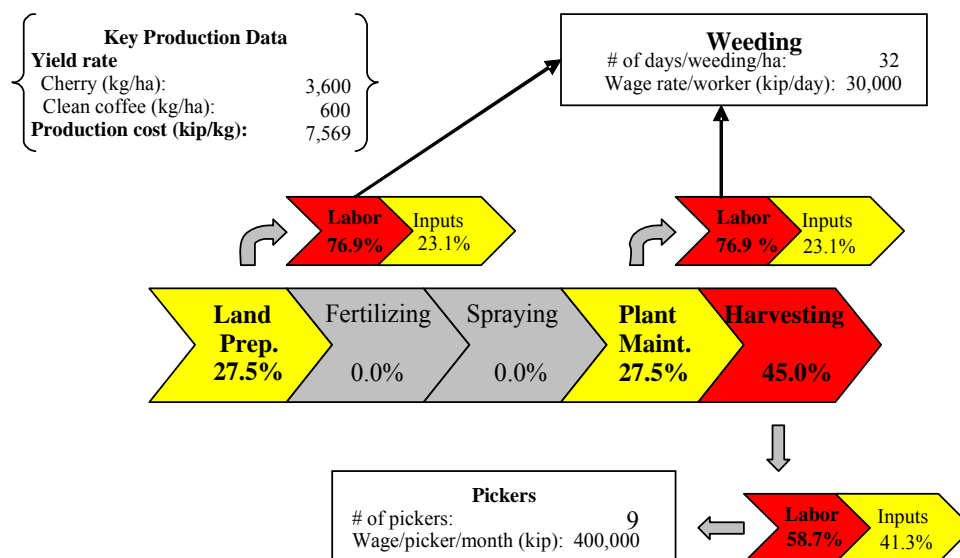 Key Production Data
Yield rate
Cherry (kg/ha): 3,600
Clean coffee (kg/ha): 600
Production cost (kip/kg): 7,569
Weeding
# of days/weeding/ha: 32
Wage rate/worker (kip/day): 30,000
Labor
76.9%
Inputs
23.1%
Labor
76.9 %
Inputs
23.1%
Land
Prep.
27.5%
Fertilizing
0.0%
Spraying
0.0%
Plant
Maint.
27.5%
Harvesting
45.0%
Pickers
# of pickers: 9
Wage/picker/month (kip): 400,000
Labor
58.7%
Inputs
41.3%